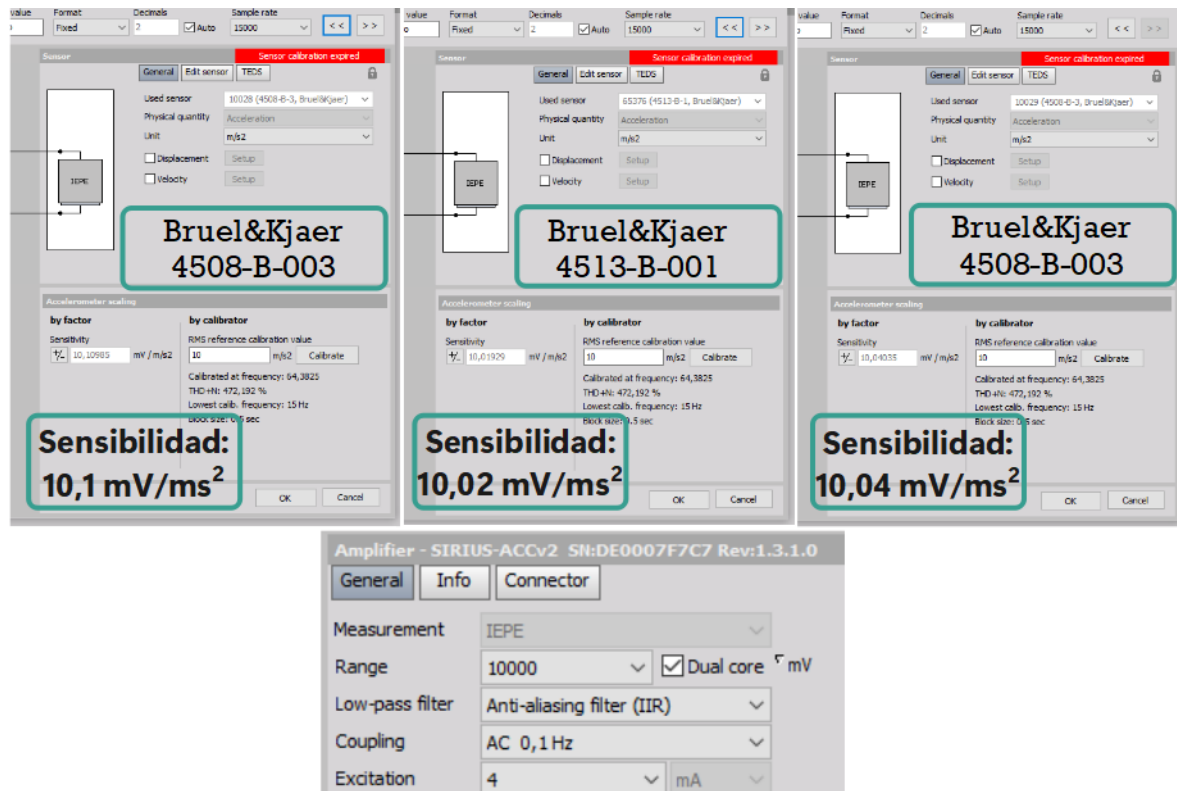 value Format Decimals Sample rate
Fixed 2 Auto 15000 << >>
Sensor Sensor calibration expired
General Edit sensor TEDS
Used sensor 10028 (4508-B-3, Bruel&Kjaer)
Physical quantity Acceleration
Unit m/s2
Displacement Setup
Velocity Setup
IEPE
Bruel&Kjaer
4508-B-003
Accelerometer scaling
by factor by calibrator
Sensitivity RMS reference calibration value
+/- 10,10985 mV / m/s2 10 m/s2 Calibrate
Calibrated at frequency: 64,3825
THD+N: 472,192 %
Lowest calib. frequency: 15 Hz
Block size: 0.5 sec
Sensibilidad:
10,1 mV/ms2
OK Cancel
value Format Decimals Sample rate
Fixed 2 Auto 15000 << >>
Sensor Sensor calibration expired
General Edit sensor TEDS
Used sensor 65376 (4513-B-1, Bruel&Kjaer)
Physical quantity Acceleration
Unit m/s2
Displacement Setup
Velocity Setup
IEPE
Bruel&Kjaer
4513-B-001
Accelerometer scaling
by factor by calibrator
Sensitivity RMS reference calibration value
+/- 10,01929 mV / m/s2 10 m/s2 Calibrate
Calibrated at frequency: 64,3825
THD+N: 472,192 %
Lowest calib. frequency: 15 Hz
Block size: 0.5 sec
Sensibilidad:
10,02 mV/ms2
OK Cancel
value Format Decimals Sample rate
Fixed 2 Auto 15000 << >>
Sensor Sensor calibration expired
General Edit sensor TEDS
Used sensor 10029 (4508-B-3, Bruel&Kjaer)
Physical quantity Acceleration
Unit m/s2
Displacement Setup
Velocity Setup
IEPE
Bruel&Kjaer
4508-B-003
Accelerometer scaling
by factor by calibrator
Sensitivity RMS reference calibration value
+/- 10,04035 mV / m/s2 10 m/s2 Calibrate
Calibrated at frequency: 64,3825
THD+N: 472,192 %
Lowest calib. frequency: 15 Hz
Block size: 0.5 sec
Sensibilidad:
10,04 mV/ms2
OK Cancel
Amplifier - SIRIUS-ACCv2 SN:DE0007F7C7 Rev:1.3.1.0
General Info Connector
Measurement IEPE
Range 10000 Dual core mV
Low-pass filter Anti-aliasing filter (IIR)
Coupling AC 0,1 Hz
Excitation 4 mA